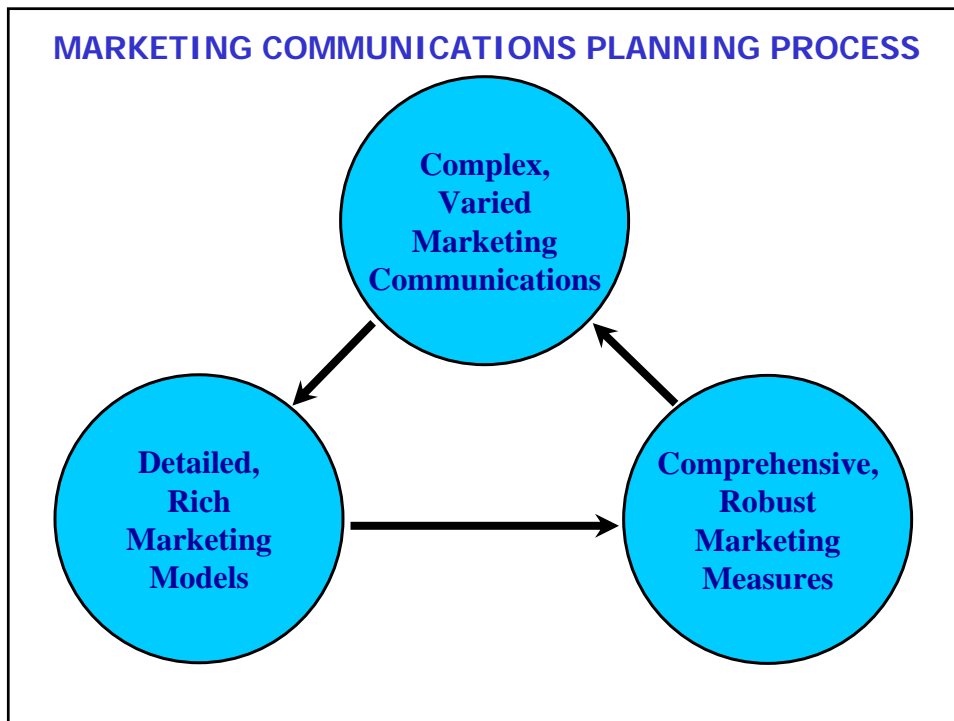 MARKETING COMMUNICATIONS PLANNING PROCESS
Complex,
Varied
Marketing
Communications
Detailed,
Rich
Marketing
Models
Comprehensive,
Robust
Marketing
Measures